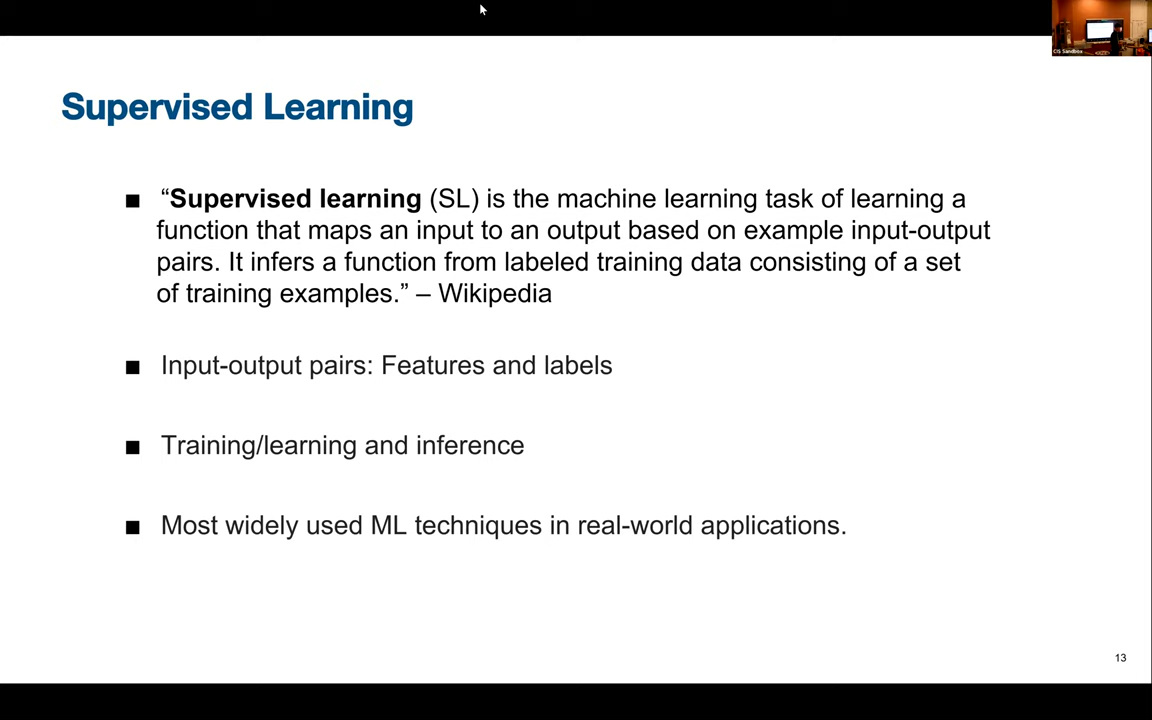 CIS Sandbox
Supervised Learning
■ “Supervised learning (SL) is the machine learning task of learning a
function that maps an input to an output based on example input-output
pairs. It infers a function from labeled training data consisting of a set
of training examples.” – Wikipedia
■ Input-output pairs: Features and labels
■ Training/learning and inference
■ Most widely used ML techniques in real-world applications.
13